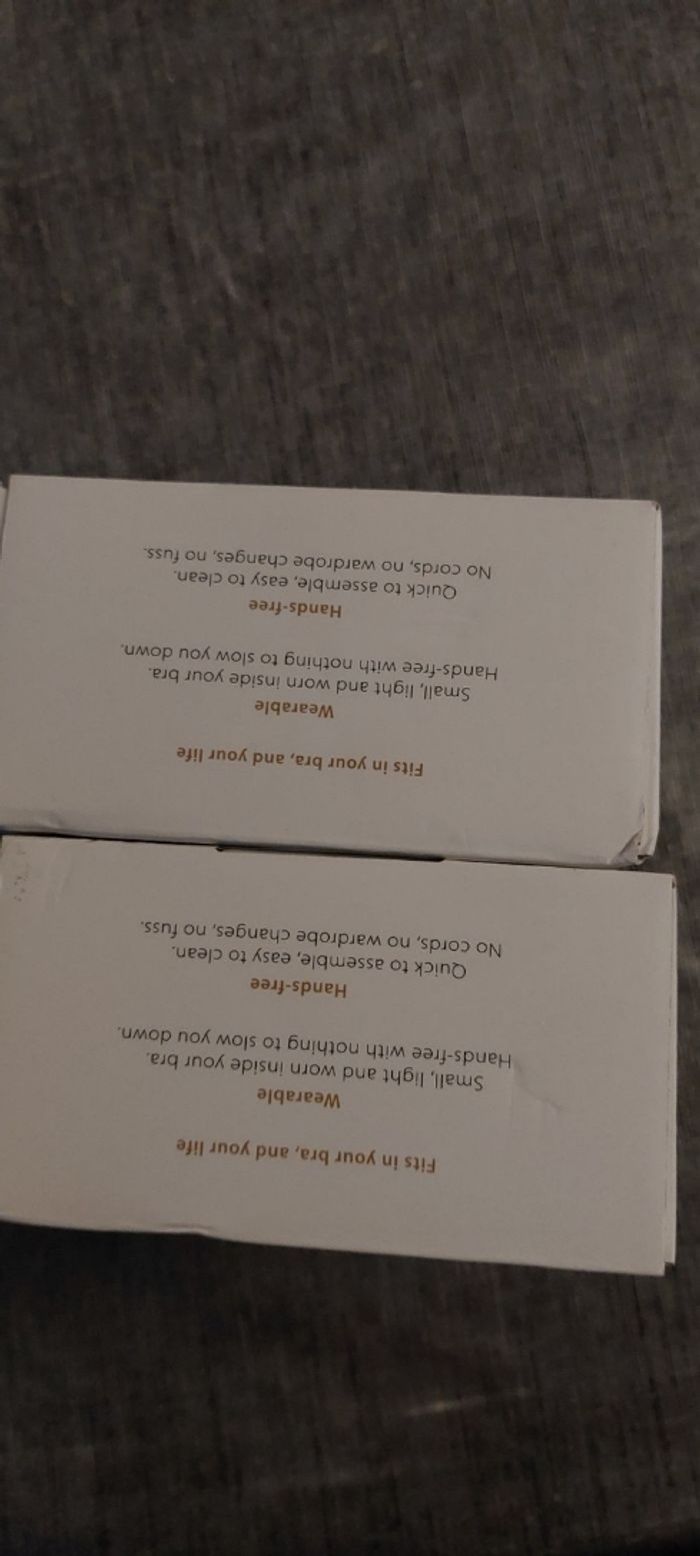 Fits in your bra, and your life
Wearable
Small, light and worn inside your bra.
Hands-free with nothing to slow you down.
Hands-free
Quick to assemble, easy to clean.
No cords, no wardrobe changes, no fuss.
Fits in your bra, and your life
Wearable
Small, light and worn inside your bra.
Hands-free with nothing to slow you down.
Hands-free
Quick to assemble, easy to clean.
No cords, no wardrobe changes, no fuss.